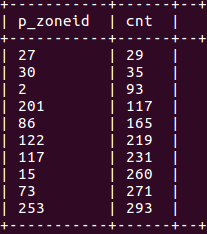 +-----------+------+--+
| p_zoneid | cnt |
+-----------+------+--+
| 27 | 29 |
| 30 | 35 |
| 2 | 93 |
| 201 | 117 |
| 86 | 165 |
| 122 | 219 |
| 117 | 231 |
| 15 | 260 |
| 73 | 271 |
| 253 | 293 |
+-----------+------+--+